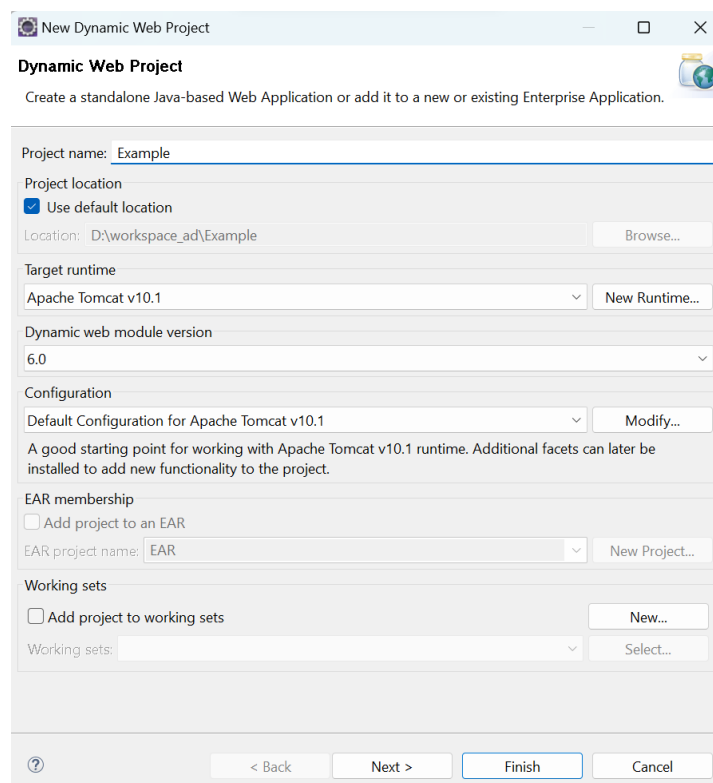 New Dynamic Web Project
Dynamic Web Project
Create a standalone Java-based Web Application or add it to a new or existing Enterprise Application.
Project name: Example
Project location
Use default location
Location: D:\workspace_ad\Example Browse...
Target runtime
Apache Tomcat v10.1 New Runtime...
Dynamic web module version
6.0
Configuration
Default Configuration for Apache Tomcat v10.1 Modify...
A good starting point for working with Apache Tomcat v10.1 runtime. Additional facets can later be
installed to add new functionality to the project.
EAR membership
Add project to an EAR
EAR project name: EAR New Project...
Working sets
Add project to working sets New...
Working sets: Select...
? < Back Next > Finish Cancel